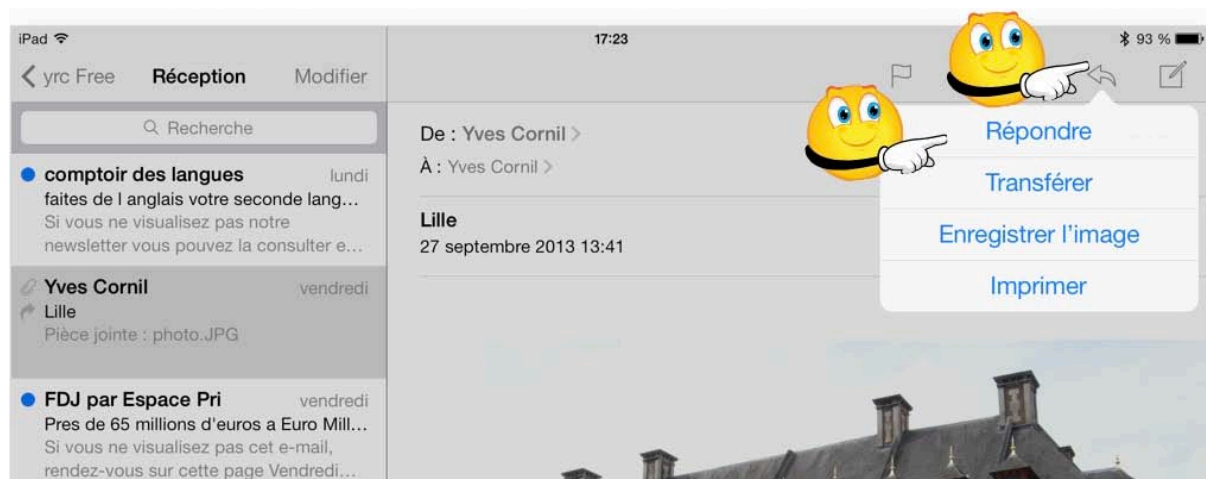 iPad 17:23 93 %
yrc Free Réception Modifier
Recherche
comptoir des langues lundi
faites de l anglais votre seconde lang...
Si vous ne visualisez pas notre
newsletter vous pouvez la consulter e...
Yves Cornil vendredi
Lille
Pièce jointe : photo.JPG
FDJ par Espace Pri vendredi
Pres de 65 millions d'euros a Euro Mill...
Si vous ne visualisez pas cet e-mail,
rendez-vous sur cette page Vendredi...
De : Yves Cornil >
À : Yves Cornil >
Lille
27 septembre 2013 13:41
Répondre
Transférer
Enregistrer l'image
Imprimer